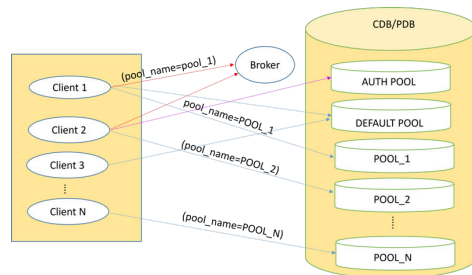 CDB/PDB
(pool_name=pool_1)
Broker
Client 1
AUTH POOL
pool_name=POOL_1
DEFAULT POOL
Client 2
(pool_name=POOL_2)
POOL_1
Client 3
POOL_2
Client N
(pool_name=POOL_N)
POOL_N